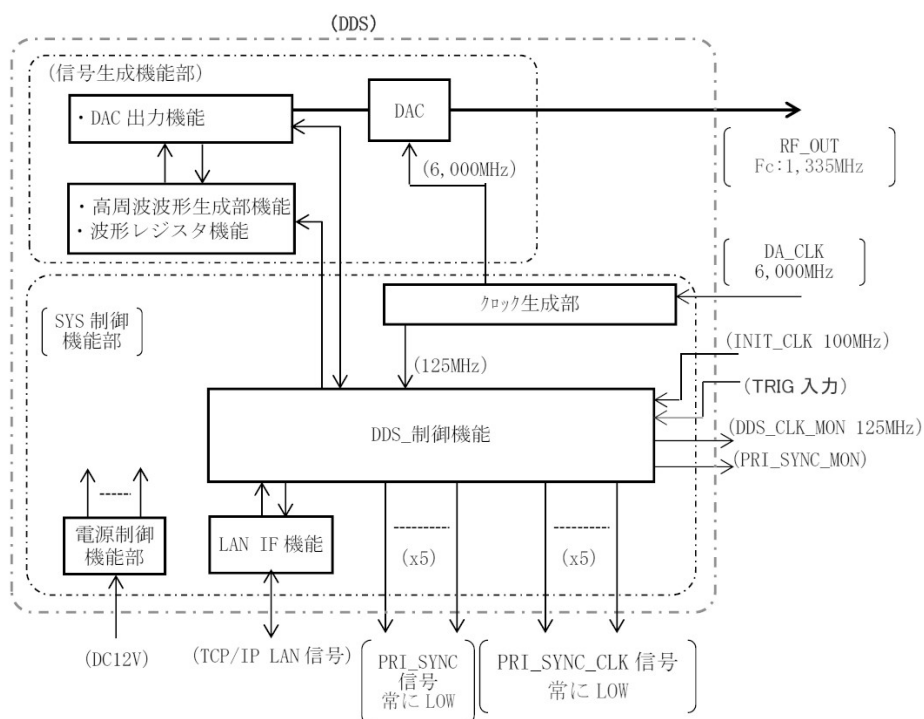 (DDS)
(信号生成機能部)
・DAC 出力機能
DAC
RF_OUT
Fc:1,335MHz
(6,000MHz)
・高周波波形生成部機能
・波形レジスタ機能
DA_CLK
6,000MHz
クロック生成部
SYS 制御
機能部
(INIT_CLK 100MHz)
(125MHz)
(TRIG 入力)
DDS_制御機能
(DDS_CLK_MON 125MHz)
(PRI_SYNC_MON)
電源制御
機能部
LAN IF 機能
(x5)
(x5)
(DC12V)
(TCP/IP LAN 信号)
PRI_SYNC
信号
常に LOW
PRI_SYNC_CLK 信号
常に LOW